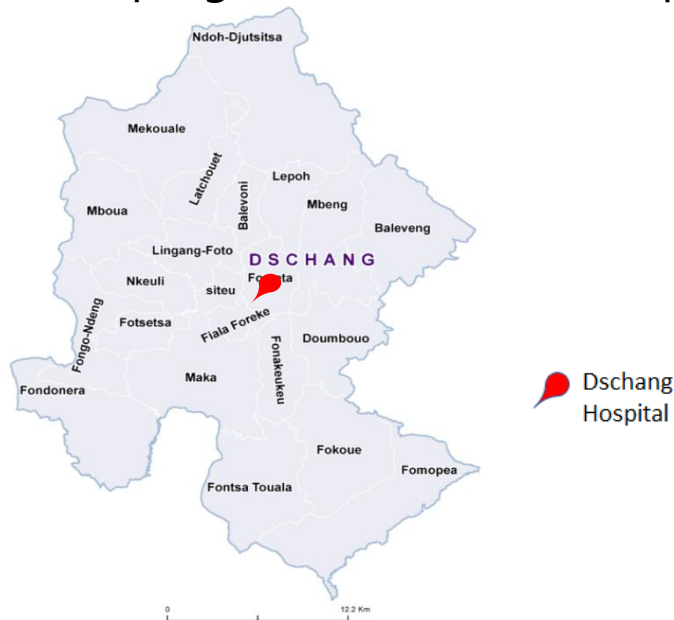 Ndoh-Djutsitsa
Mekouale
Latchouet
Lepoh
Balevoni
Mbeng
Mboua
Baleveng
Lingang-Foto
DSCHANG
Nkeuli
siteu
Fongo-Ndeng
Fotsetsa
Fiala Foreke
Doumbouo
Fonakeukeu
Maka
Fondonera
Dschang
Hospital
Fokoue
Fomopea
Fontsa Touala
0
12.2 Km